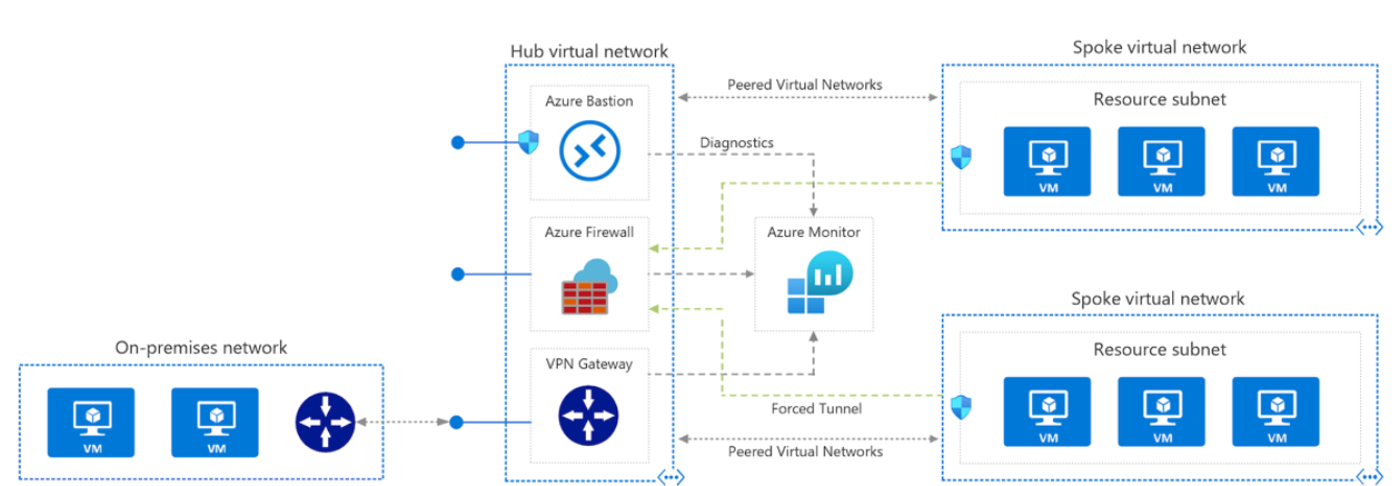 Hub virtual network
Spoke virtual network
Azure Bastion
Peered Virtual Networks
Resource subnet
Diagnostics
VM
VM
VM
Azure Firewall
Azure Monitor
Spoke virtual network
On-premises network
VPN Gateway
Resource subnet
Forced Tunnel
VM
VM
VM
VM
VM
Peered Virtual Networks